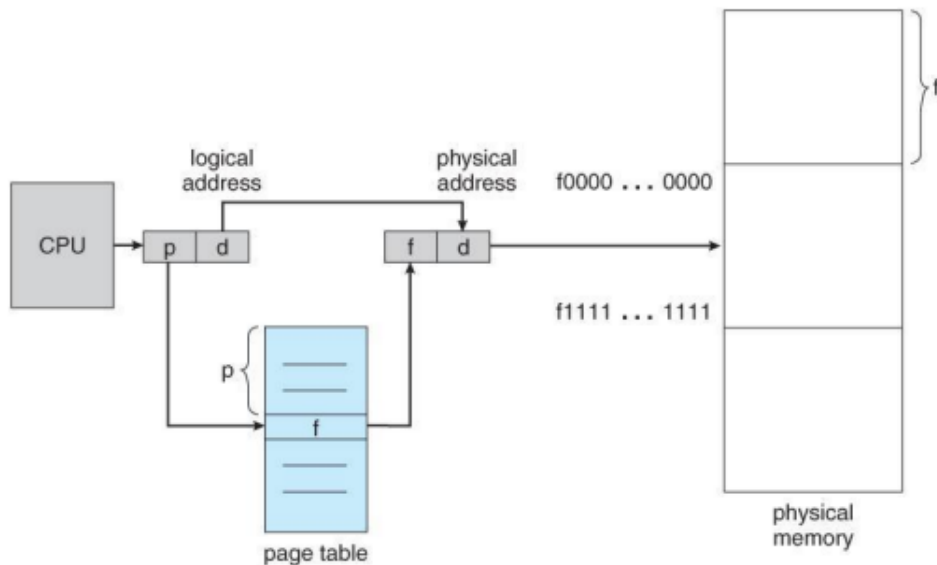 f
logical
address
physical
address
f0000 ... 0000
CPU
p d
f d
f1111 ... 1111
p
f
page table
physical
memory